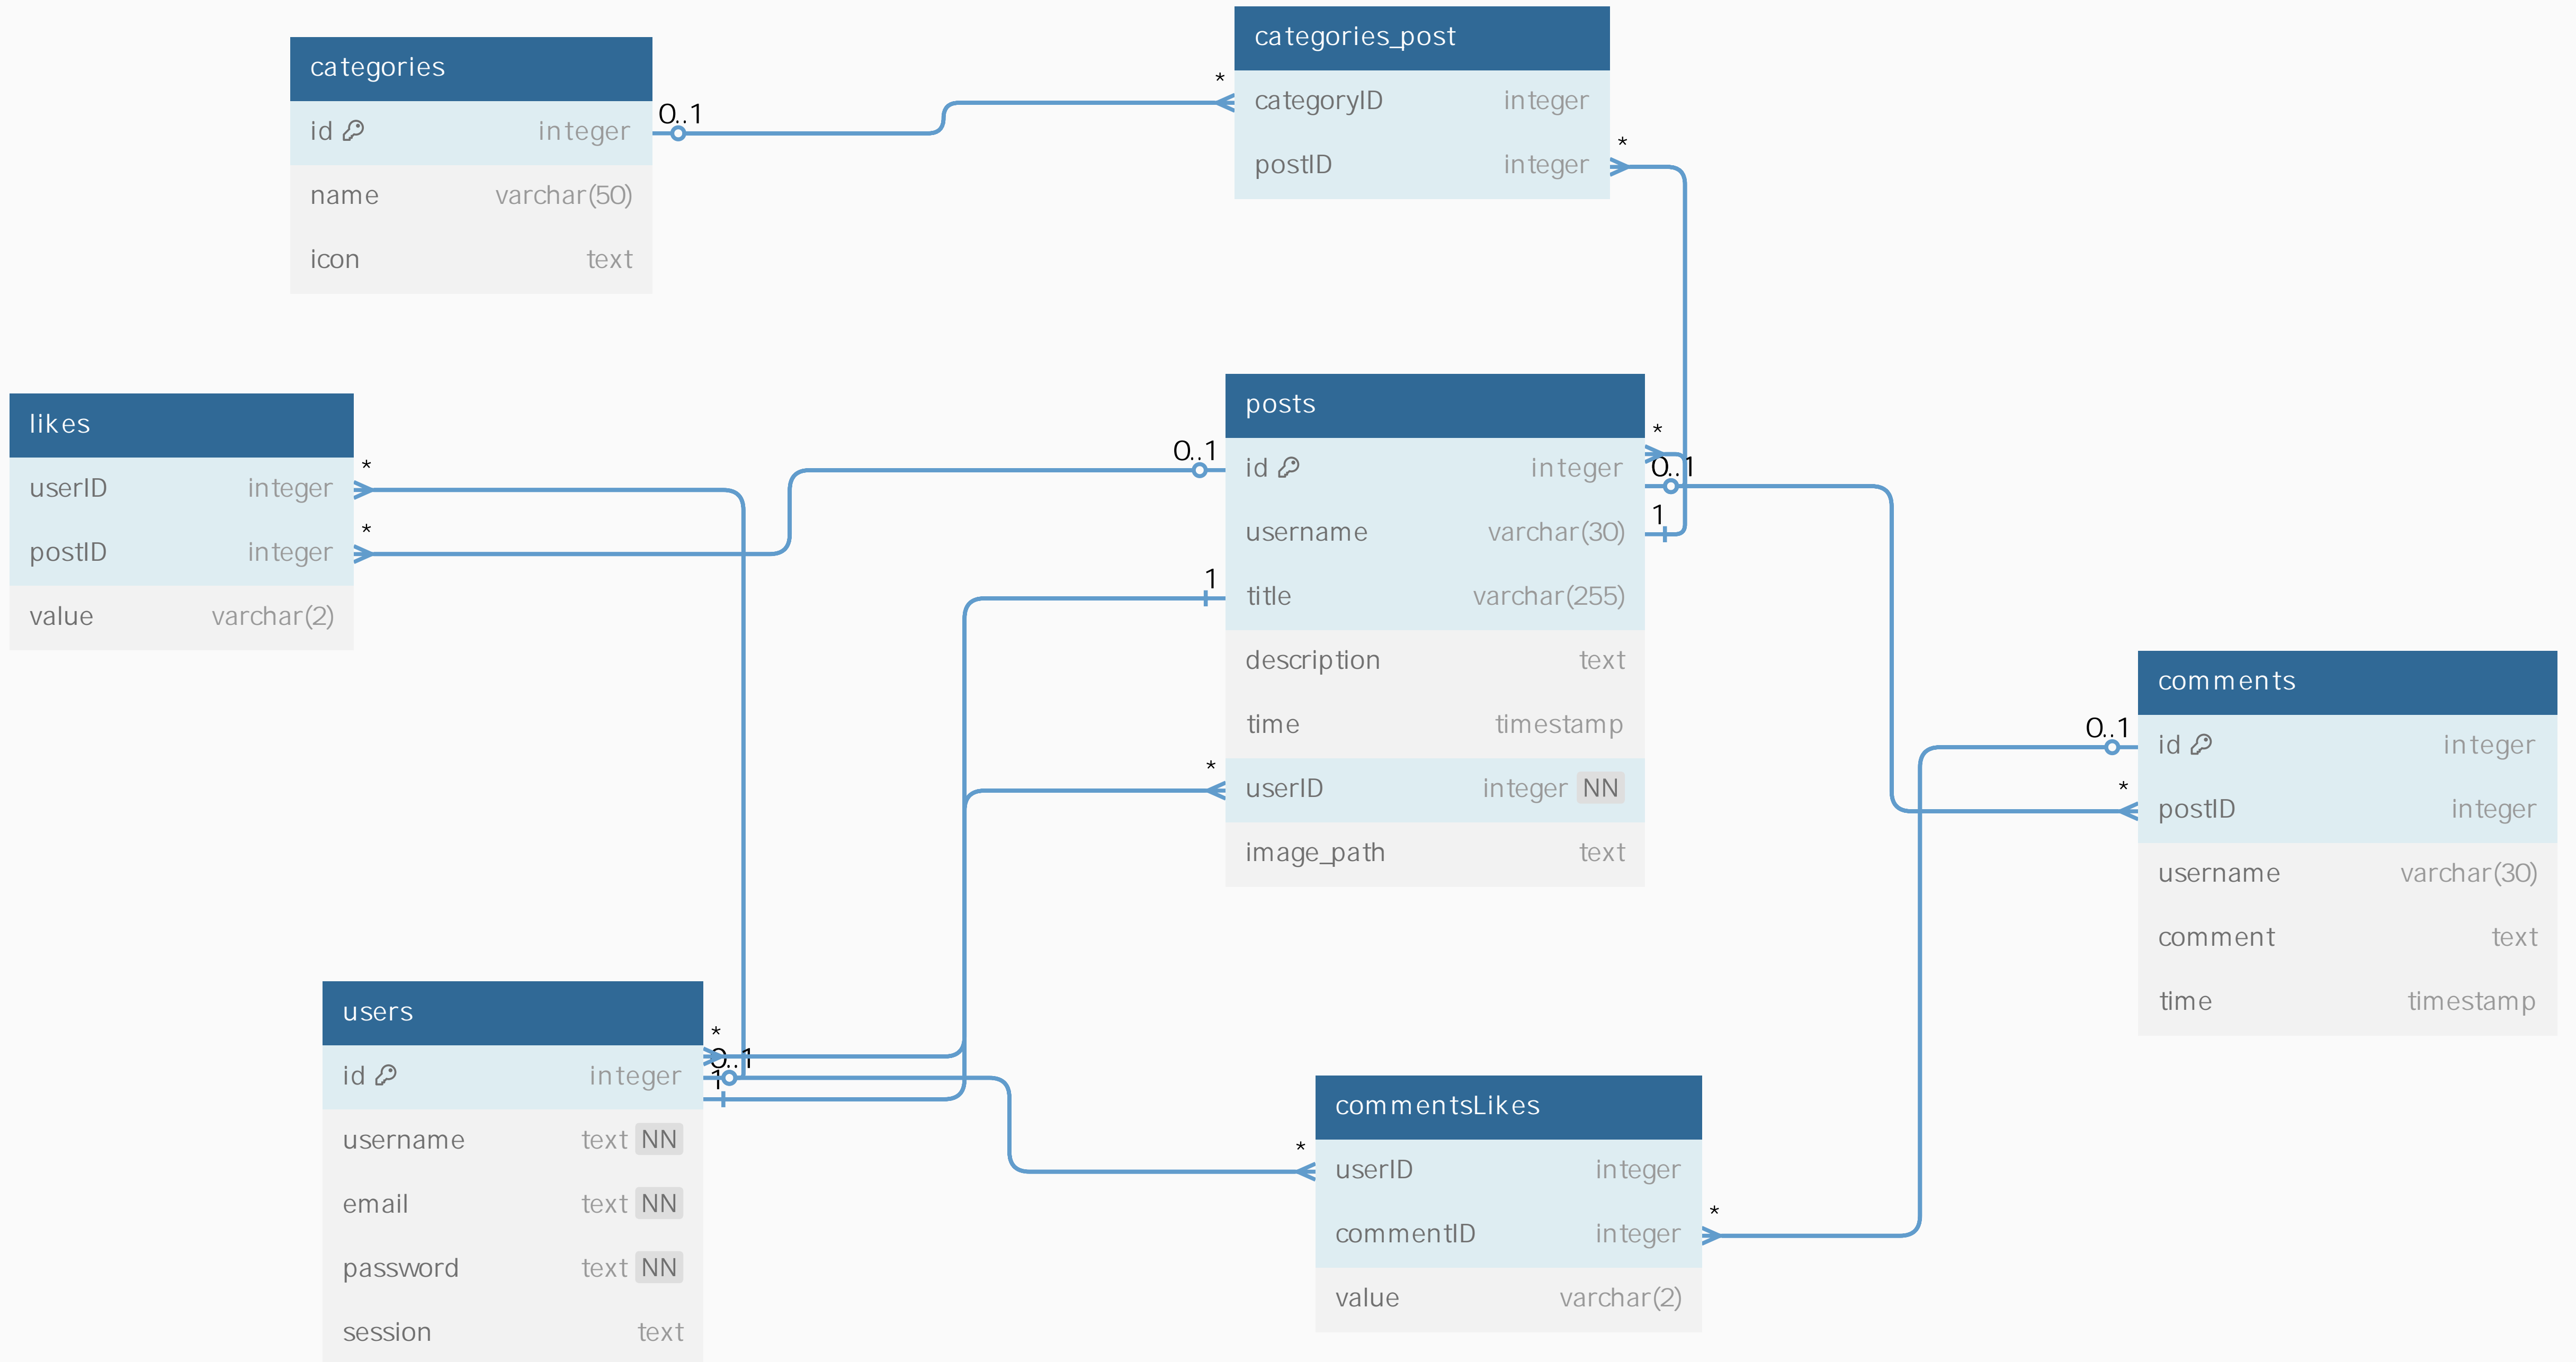 categories
id integer
name varchar(50)
icon text
0..1
*
categories_post
categoryID integer
postID integer
*
likes
userID integer
postID integer
value varchar(2)
*
*
0..1
1
*
posts
id integer
username varchar(30)
title varchar(255)
description text
time timestamp
userID integer NN
image_path text
*
0..1
1
0..1
*
comments
id integer
postID integer
username varchar(30)
comment text
time timestamp
users
id integer
username text NN
email text NN
password text NN
session text
*
0..1
1
*
commentsLikes
userID integer
commentID integer
value varchar(2)
*